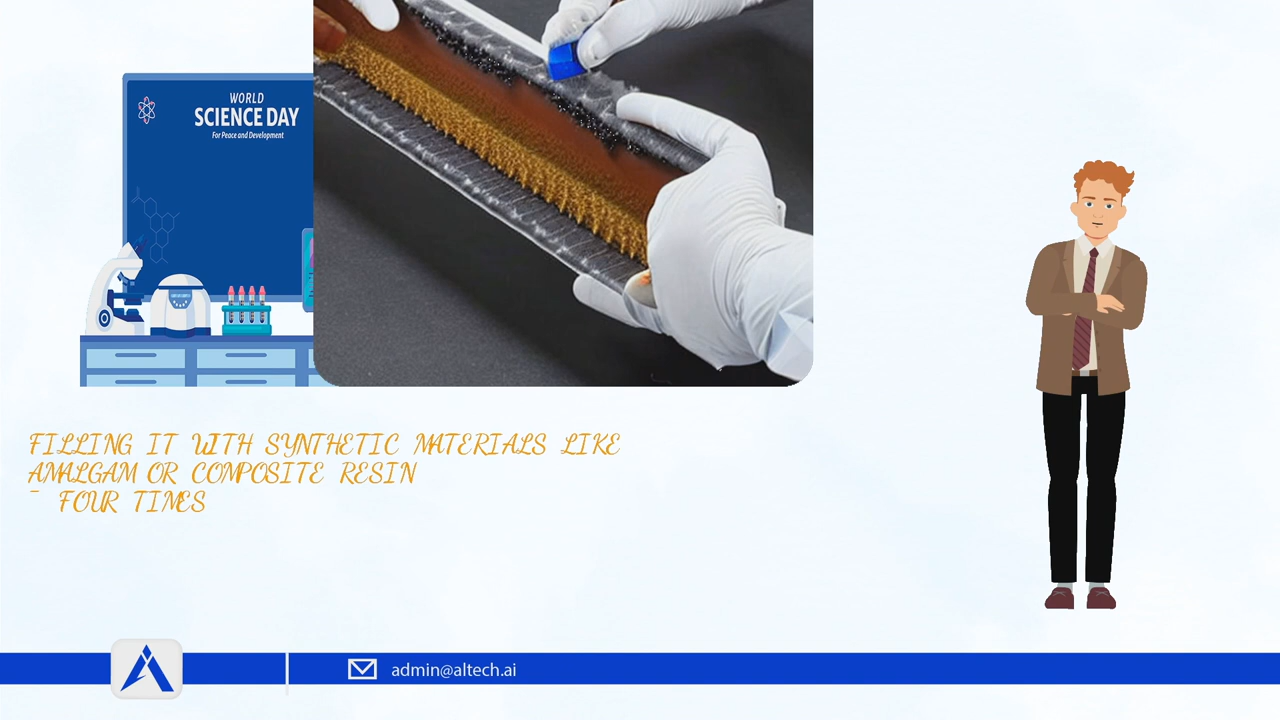 WORLD
SCIENCE DAY
For Peace and Development
FILLING IT WITH SYNTHETIC MATERIALS LIKE
AMALGAM OR COMPOSITE RESIN
- FOUR TIMES
admin@altech.ai